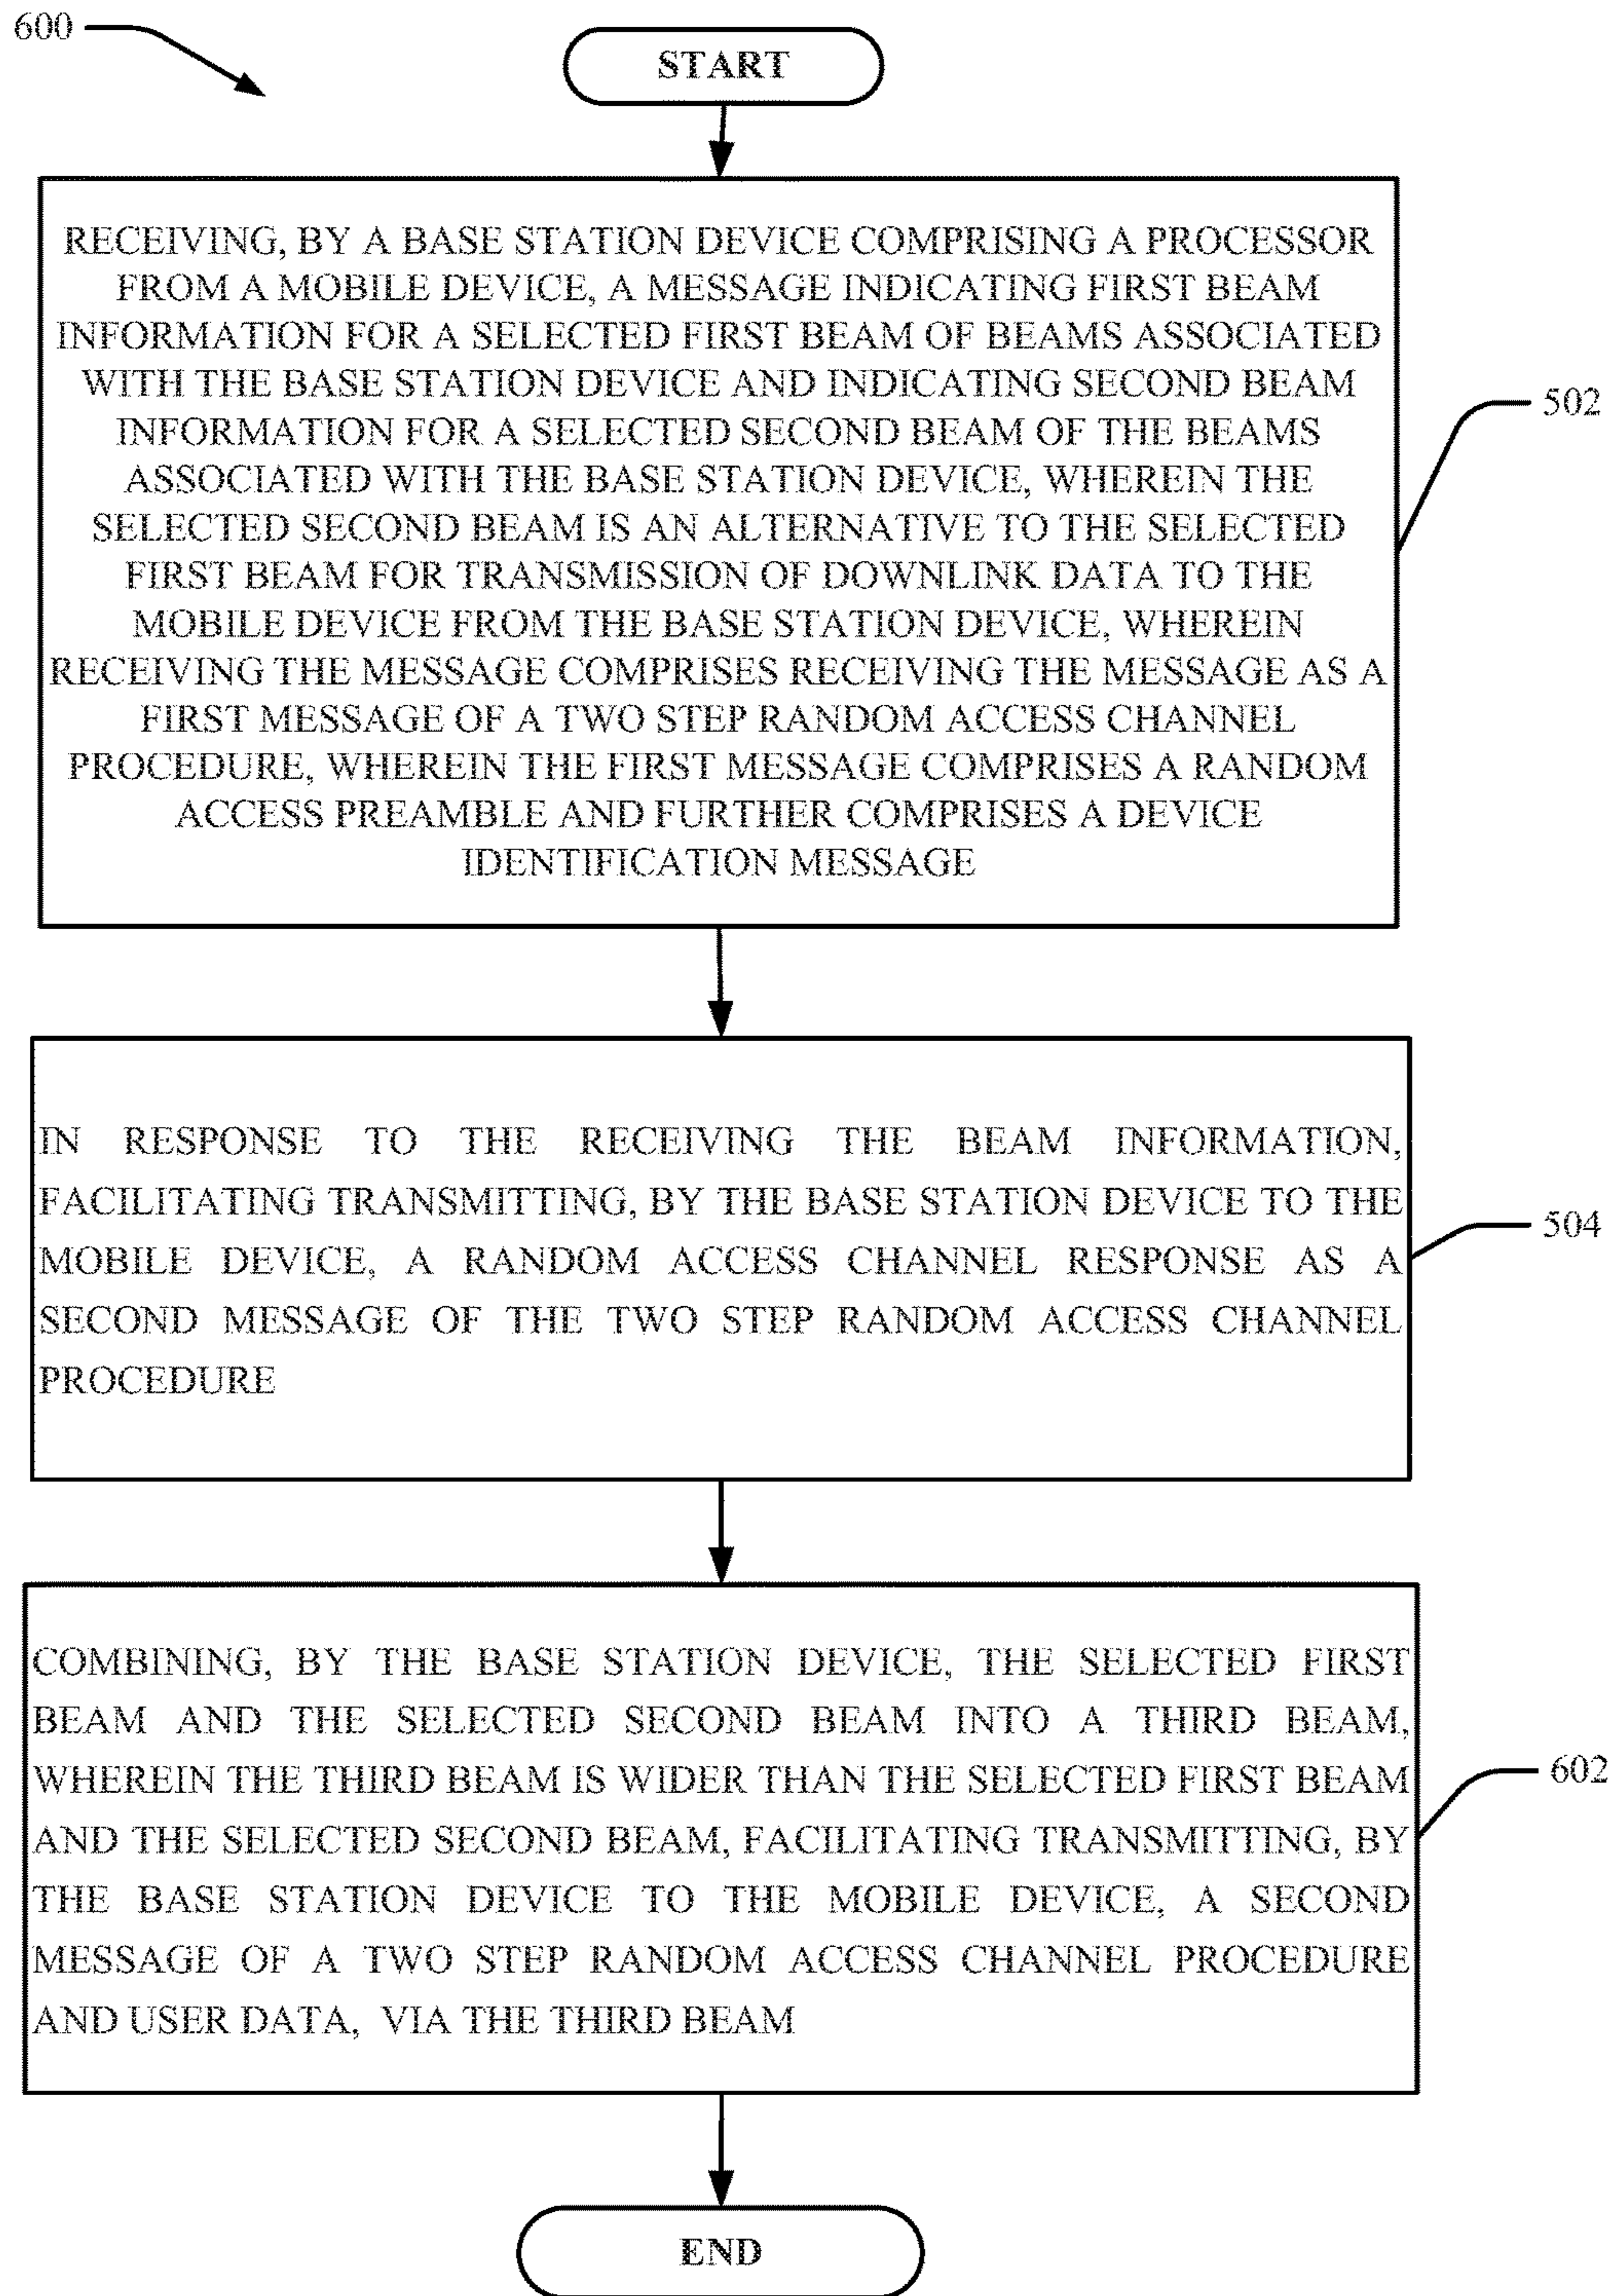 600
START
RECEIVING, BY A BASE STATION DEVICE COMPRISING A PROCESSOR
FROM A MOBILE DEVICE, A MESSAGE INDICATING FIRST BEAM
INFORMATION FOR A SELECTED FIRST BEAM OF BEAMS ASSOCIATED
WITH THE BASE STATION DEVICE AND INDICATING SECOND BEAM
INFORMATION FOR A SELECTED SECOND BEAM OF THE BEAMS
ASSOCIATED WITH THE BASE STATION DEVICE, WHEREIN THE
SELECTED SECOND BEAM IS AN ALTERNATIVE TO THE SELECTED
FIRST BEAM FOR TRANSMISSION OF DOWNLINK DATA TO THE
MOBILE DEVICE FROM THE BASE STATION DEVICE, WHEREIN
RECEIVING THE MESSAGE COMPRISES RECEIVING THE MESSAGE AS A
FIRST MESSAGE OF A TWO STEP RANDOM ACCESS CHANNEL
PROCEDURE, WHEREIN THE FIRST MESSAGE COMPRISES A RANDOM
ACCESS PREAMBLE AND FURTHER COMPRISES A DEVICE
IDENTIFICATION MESSAGE
502
IN RESPONSE TO THE RECEIVING THE BEAM INFORMATION,
FACILITATING TRANSMITTING, BY THE BASE STATION DEVICE TO THE
MOBILE DEVICE, A RANDOM ACCESS CHANNEL RESPONSE AS A
SECOND MESSAGE OF THE TWO STEP RANDOM ACCESS CHANNEL
PROCEDURE
504
COMBINING, BY THE BASE STATION DEVICE, THE SELECTED FIRST
BEAM AND THE SELECTED SECOND BEAM INTO A THIRD BEAM,
WHEREIN THE THIRD BEAM IS WIDER THAN THE SELECTED FIRST BEAM
AND THE SELECTED SECOND BEAM, FACILITATING TRANSMITTING, BY
THE BASE STATION DEVICE TO THE MOBILE DEVICE, A SECOND
MESSAGE OF A TWO STEP RANDOM ACCESS CHANNEL PROCEDURE
AND USER DATA, VIA THE THIRD BEAM
602
END